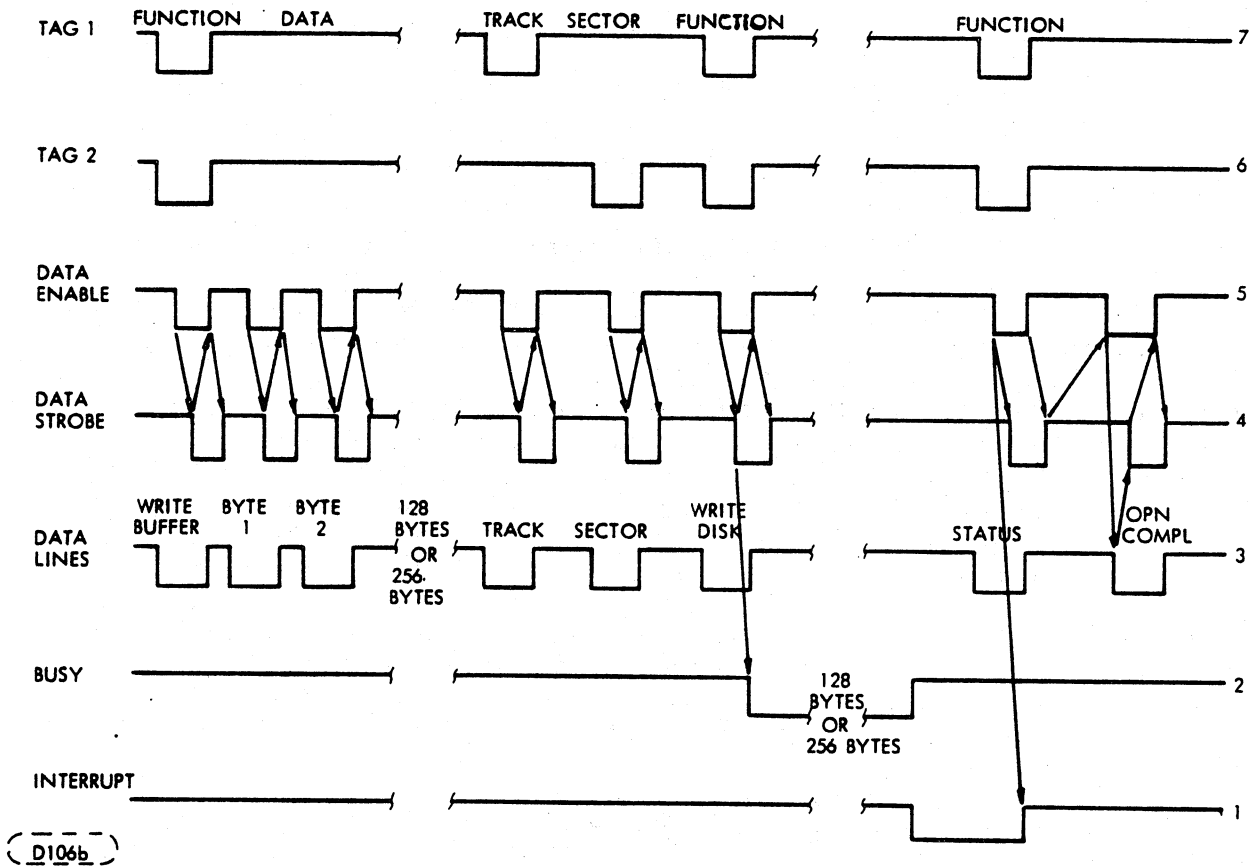 TAG 1
FUNCTION DATA TRACK SECTOR FUNCTION FUNCTION
7
TAG 2
6
DATA
ENABLE
5
DATA
STROBE
4
DATA
LINES
WRITE
BUFFER
BYTE
1
BYTE
2
128
BYTES
OR
256.
BYTES
TRACK
SECTOR
WRITE
DISK
STATUS
OPN
COMPL
3
BUSY
128
BYTES
OR
256 BYTES
2
INTERRUPT
1
D106b